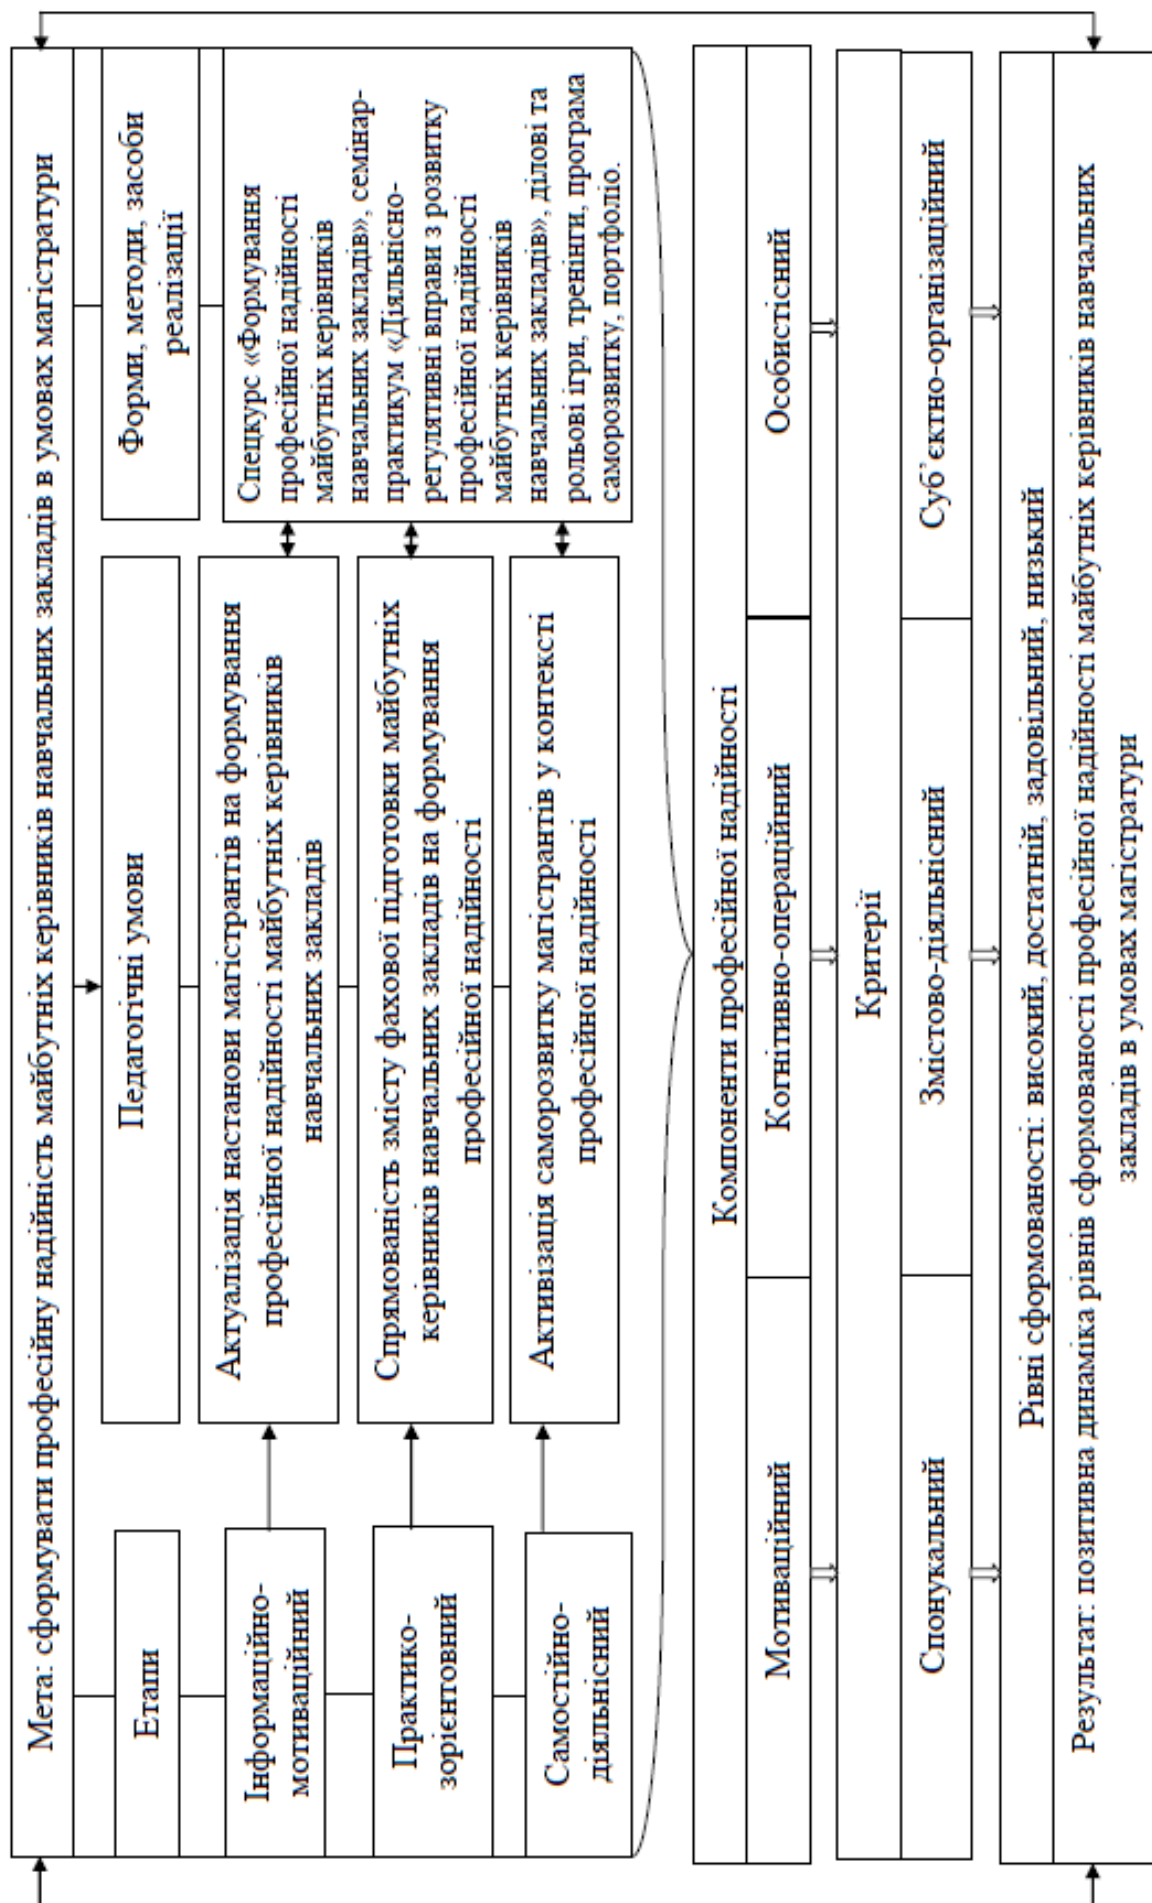 Мета: сформувати професійну надійність майбутніх керівників навчальних закладів в умовах магістратури
Етапи
Педагогічні умови
Форми, методи, засоби
реалізації
Інформаційно-
мотиваційний
Актуалізація настанови магістрантів на формування
професійної надійності майбутніх керівників
навчальних закладів
Практико-
зорієнтовний
Спрямованість змісту фахової підготовки майбутніх
керівників навчальних закладів на формування
професійної надійності
Самостійно-
діяльнісний
Активізація саморозвитку магістрантів у контексті
професійної надійності
Спецкурс «Формування
професійної надійності
майбутніх керівників
навчальних закладів», семінар-
практикум «Діяльнісно-
регулятивні вправи з розвитку
професійної надійності
майбутніх керівників
навчальних закладів», ділові та
рольові ігри, тренінги, програма
саморозвитку, портфоліо.
Компоненти професійної надійності
Мотиваційний
Когнітивно-операційний
Особистісний
Критерії
Спонукальний
Змістово-діяльнісний
Суб’єктно-організаційний
Рівні сформованості: високий, достатній, задовільний, низький
Результат: позитивна динаміка рівнів сформованості професійної надійності майбутніх керівників навчальних
закладів в умовах магістратури